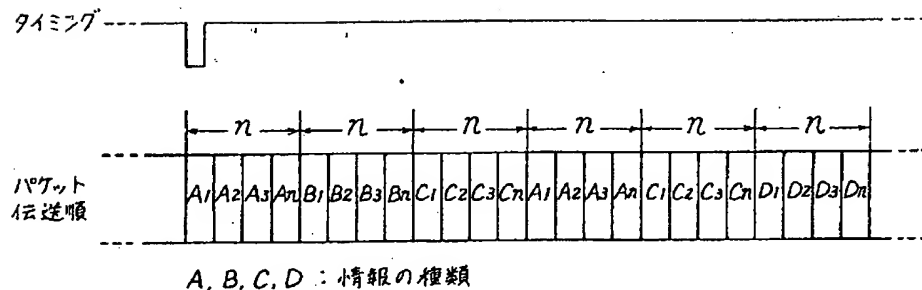 タイミング
n n n n n n
パケット
伝送順
A1 A2 A3 An B1 B2 B3 Bn C1 C2 C3 Cn A1 A2 A3 An C1 C2 C3 Cn D1 D2 D3 Dn
A, B, C, D : 情報の種類